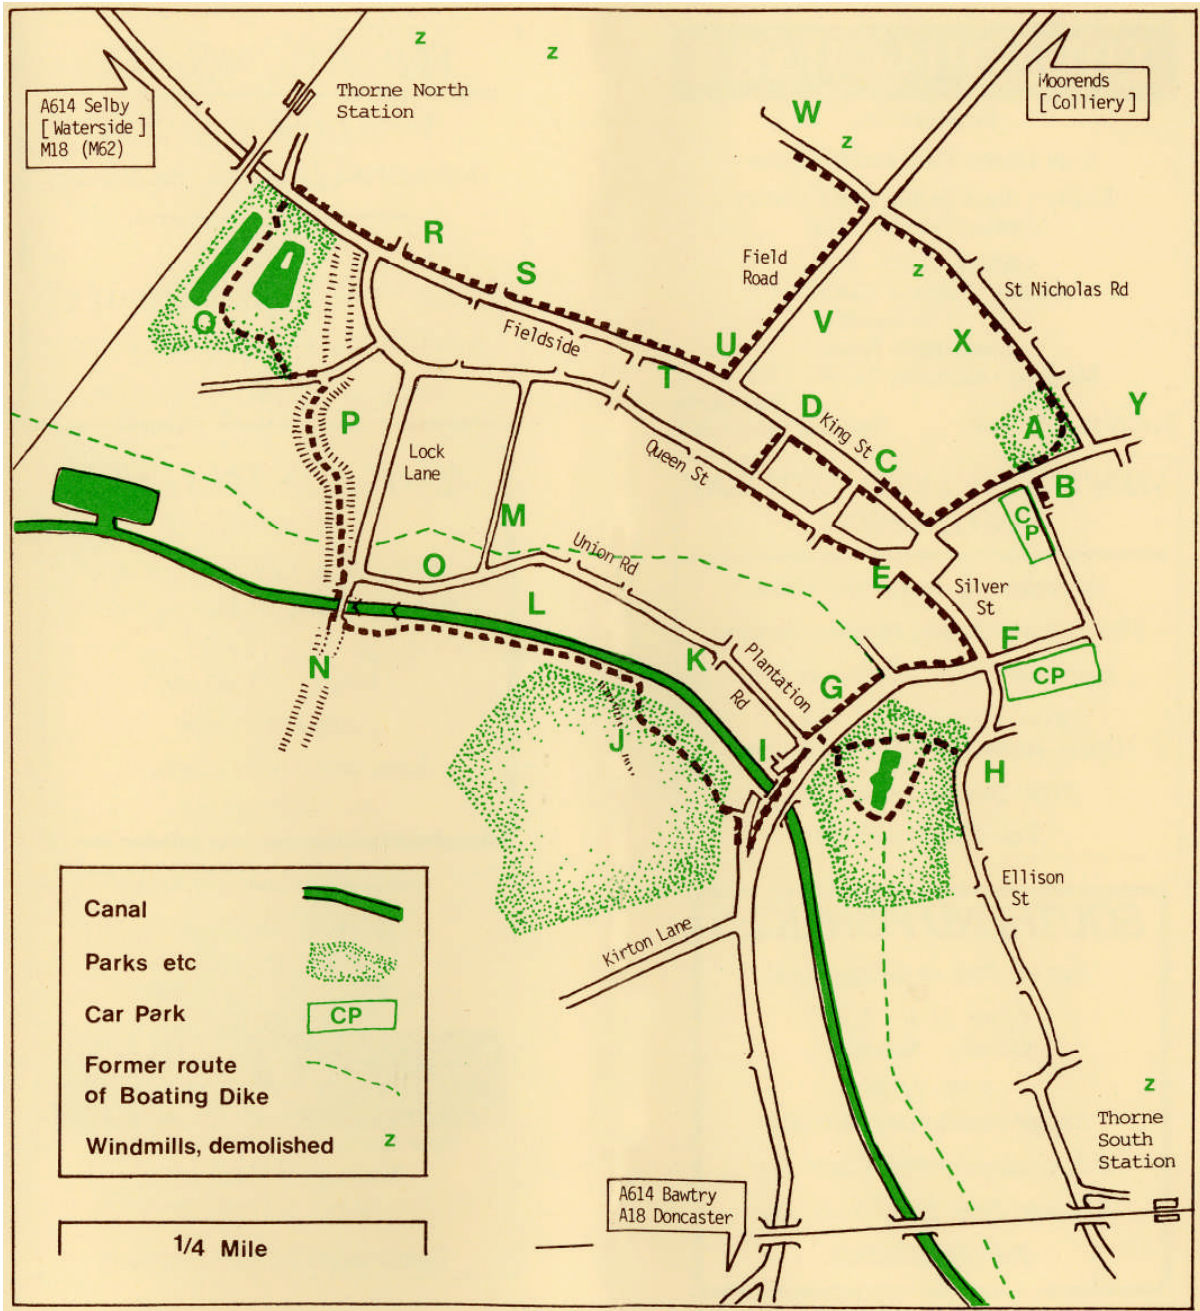 z
z
Thorne North
Station
A614 Selby
[ Waterside ]
M18 (M62)
Moorends
[ Colliery ]
W
z
R
S
Field
Road
z
St Nicholas Rd
Q
Fieldside
U
V
X
T
D
King St
A
Y
P
Lock
Lane
Queen St
C
B
C
P
M
Union Rd
O
E
Silver
St
L
F
CP
N
K
Plantation
Rd
G
J
I
H
Ellison
St
Kirton Lane
Canal
Parks etc
Car Park
CP
Former route
of Boating Dike
Windmills, demolished
z
z
Thorne
South
Station
A614 Bawtry
A18 Doncaster
1/4 Mile